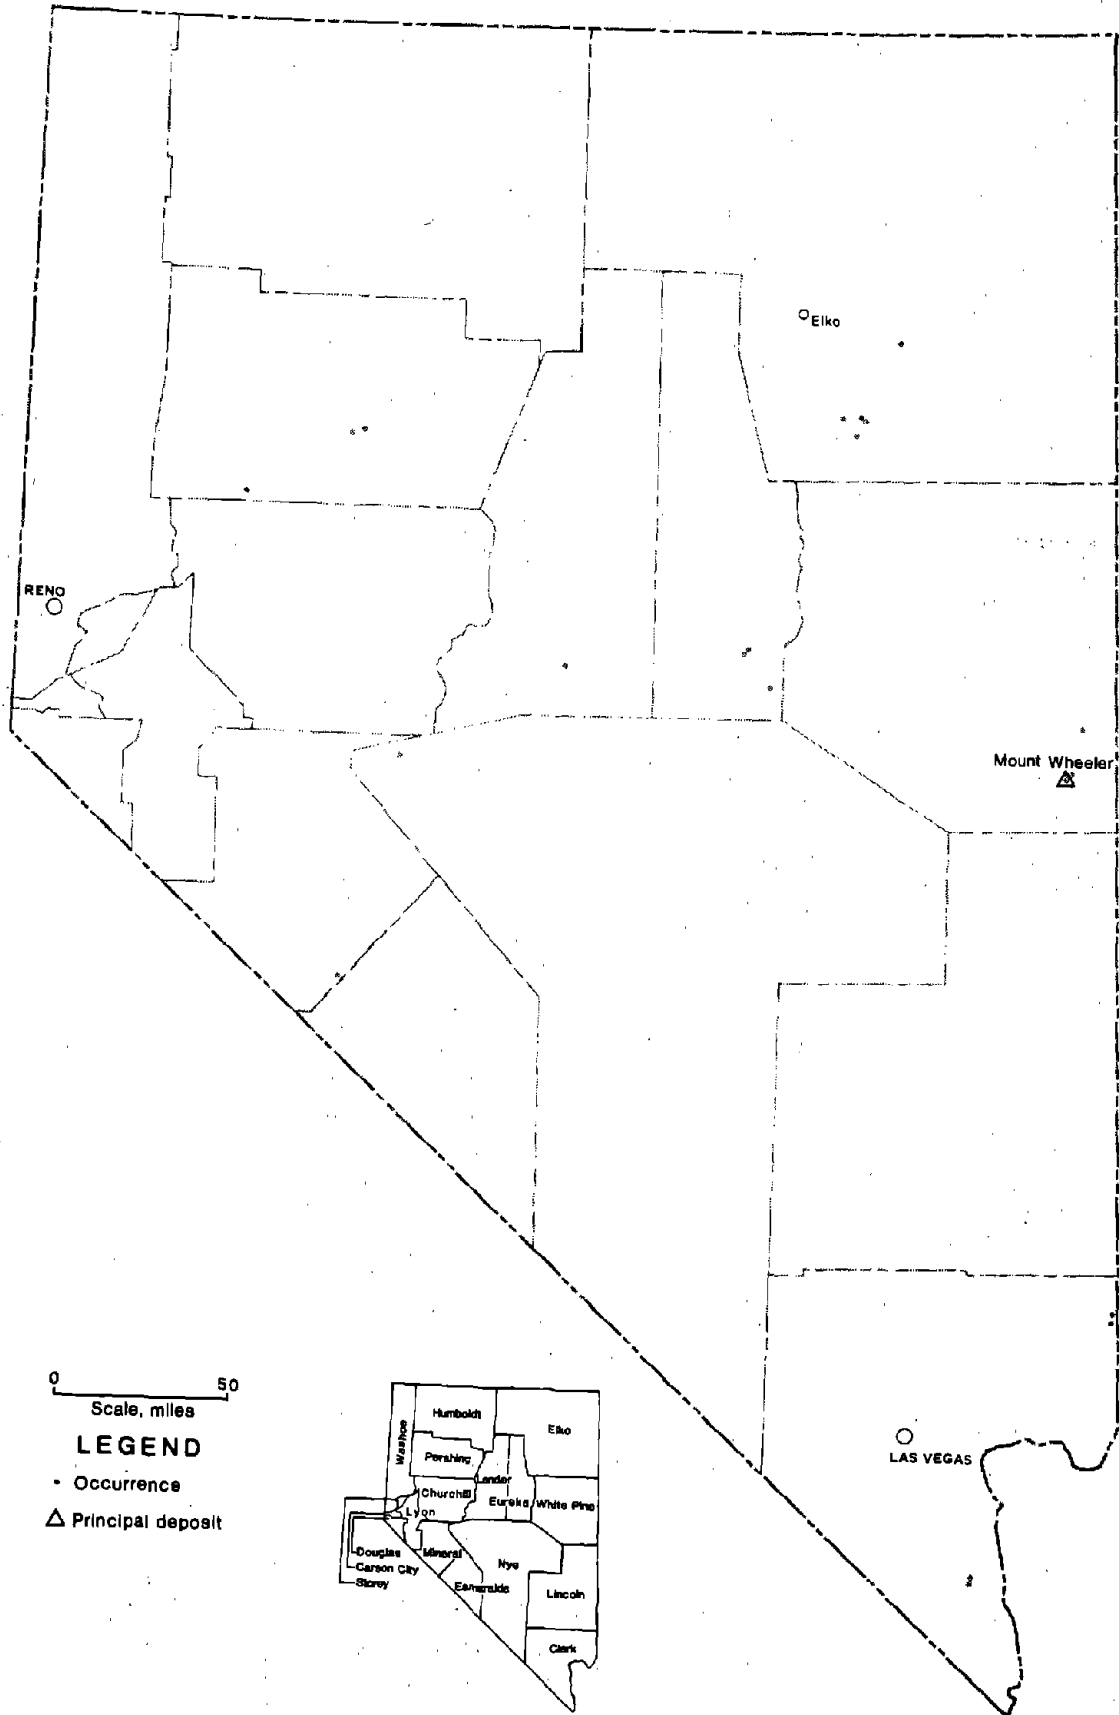 Elko
RENO
Mount Wheeler
0 50
Scale, miles
LEGEND
Occurrence
Principal deposit
LAS VEGAS
Humboldt
Elko
Washoe
Pershing
Lander
Churchill
Eureka
White Pine
Lyon
Douglas
Mineral
Nye
Carson City
Storey
Esmeralda
Lincoln
Clark